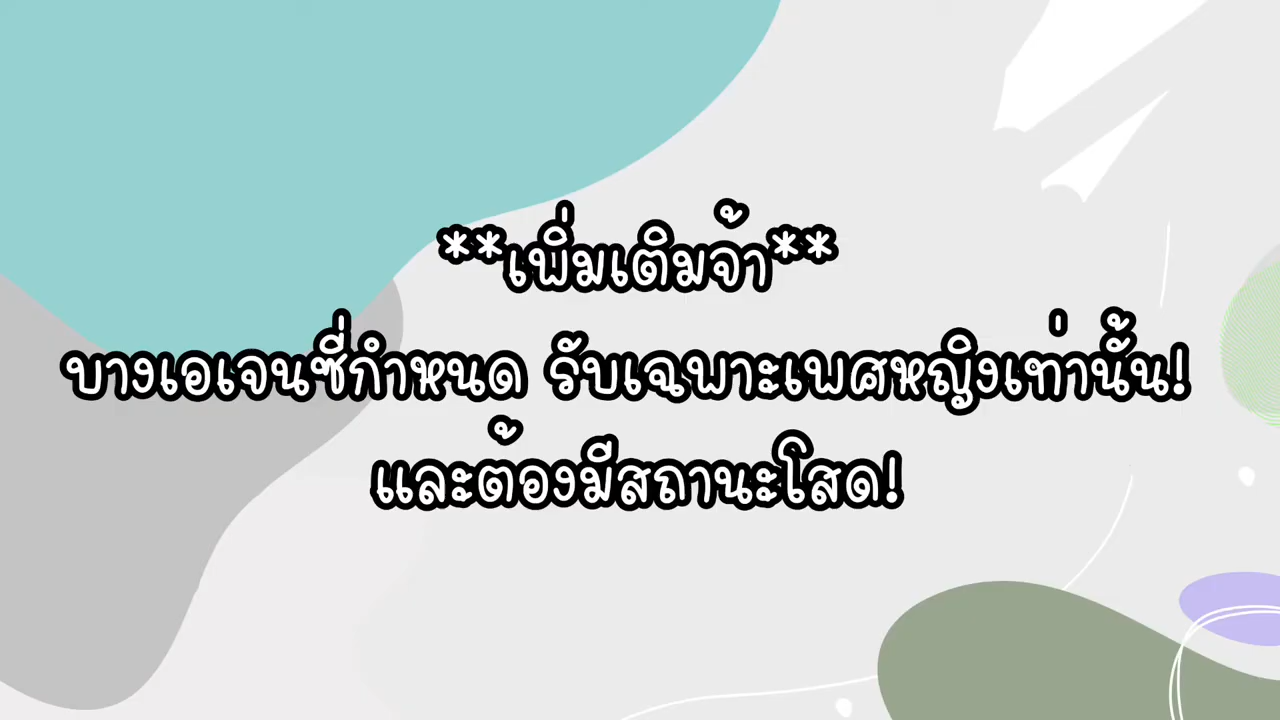 **เพิ่มเติมจ้า**
บางเอเจนซี่กำหนด รับเฉพาะเพศหญิงเท่านั้น!
และต้องมีสถานะโสด!